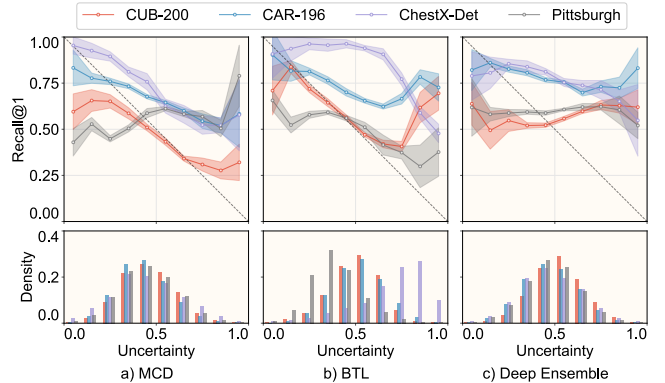 CUB-200 CAR-196 ChestX-Det Pittsburgh
Recall@1
1.00
0.75
0.50
0.25
0.00
Density
0.4
0.2
0.0
0.0 0.5 1.0 0.0 0.5 1.0 0.0 0.5 1.0
Uncertainty Uncertainty Uncertainty
a) MCD b) BTL c) Deep Ensemble